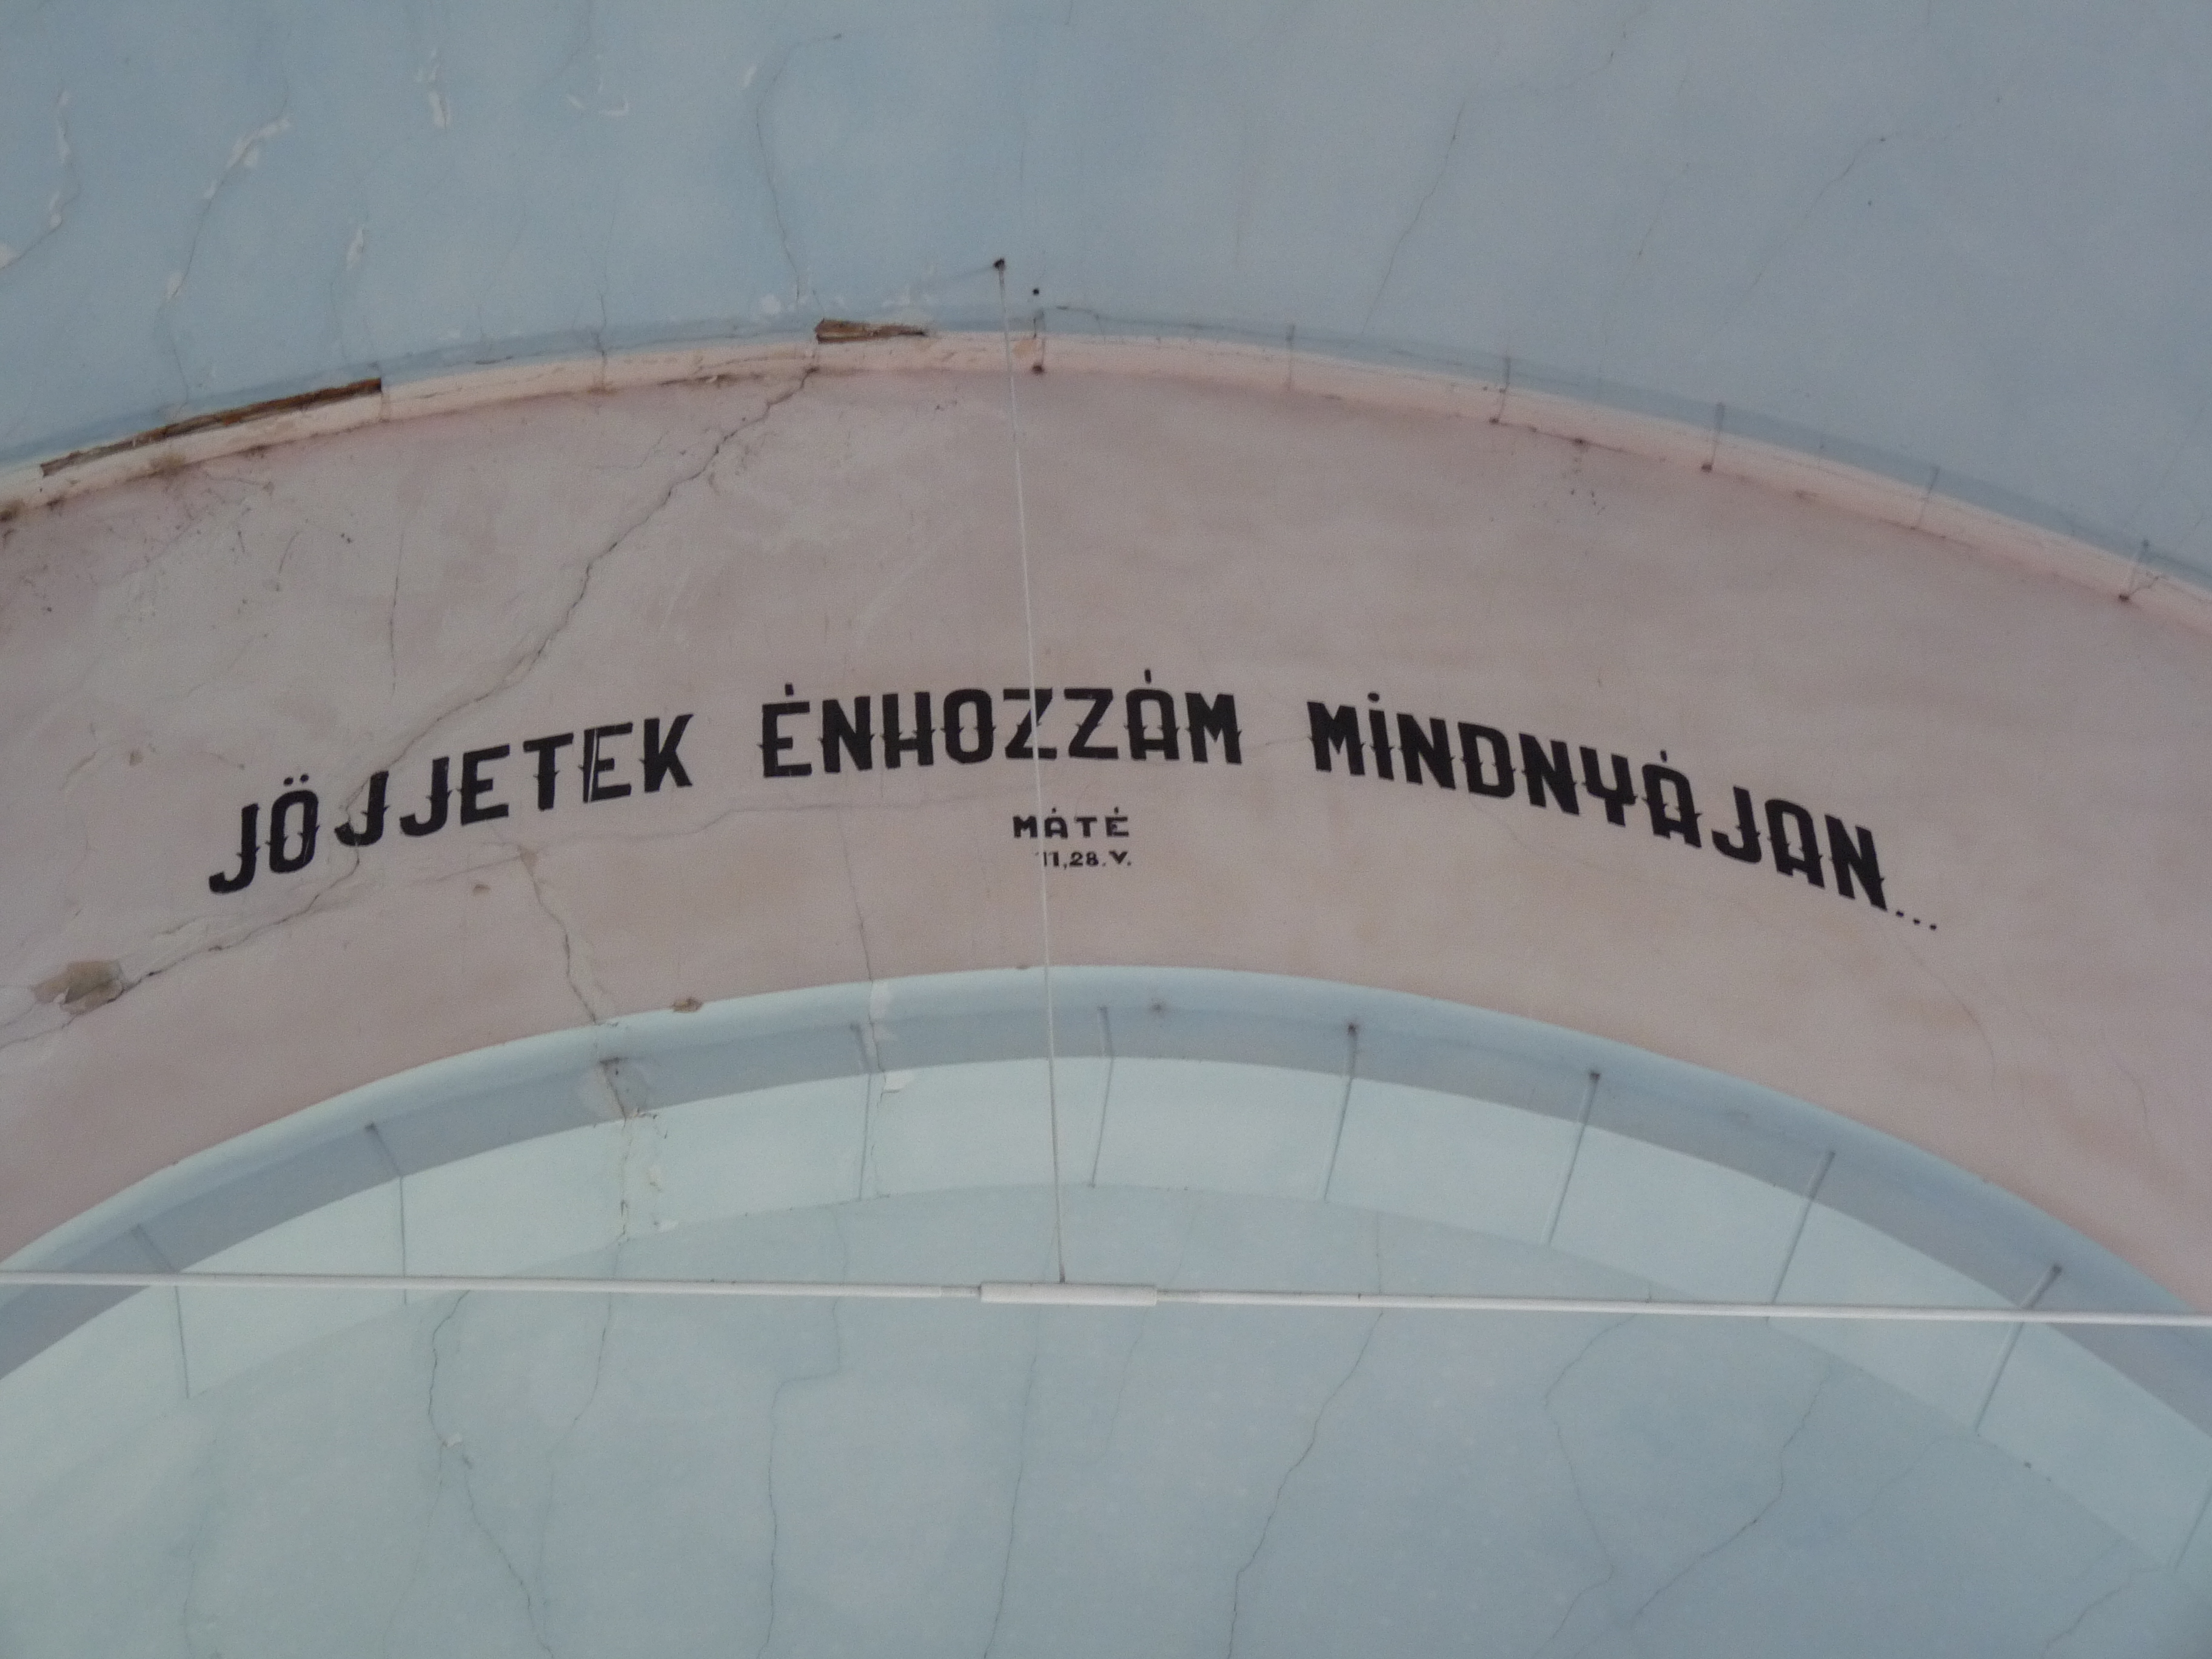 JÖJJETEK ÉNHOZZÁM MINDNYÁJAN...
MÁTÉ
11,28.V.